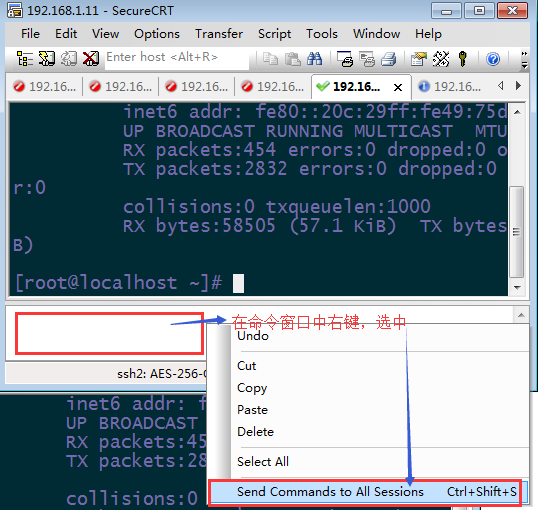 192.168.1.11 - SecureCRT
File Edit View Options Transfer Script Tools Window Help
Enter host <Alt+R>
192.16... 192.16... 192.16... 192.16... 192.16... 192.16...
inet6 addr: fe80::20c:29ff:fe49:75d
UP BROADCAST RUNNING MULTICAST MTU
RX packets:454 errors:0 dropped:0 o
TX packets:2832 errors:0 dropped:0
r:0
collisions:0 txqueuelen:1000
RX bytes:58505 (57.1 KiB) TX bytes
B)
[root@localhost ~]#
在命令窗口中右键，选中
Undo
Cut
Copy
Paste
Delete
Select All
Send Commands to All Sessions Ctrl+Shift+S
ssh2: AES-256-
inet6 addr: f
UP BROADCAST
RX packets:45
TX packets:28
collisions:0